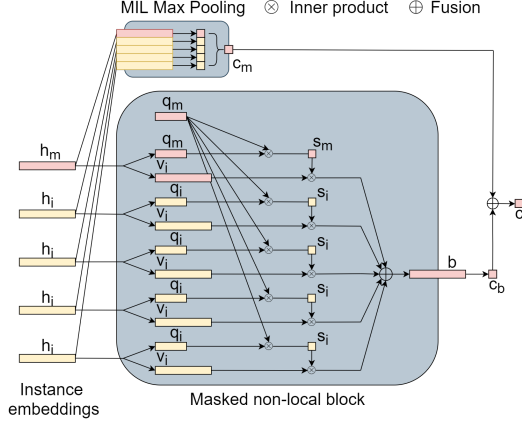 MIL Max Pooling ⊗ Inner product ⊕ Fusion
c_m
q_m
h_m q_m s_m
v_i
h_i q_i s_i
v_i
h_i q_i s_i
v_i
b c
c_b
h_i q_i s_i
v_i
h_i q_i s_i
v_i
Instance
embeddings
Masked non-local block